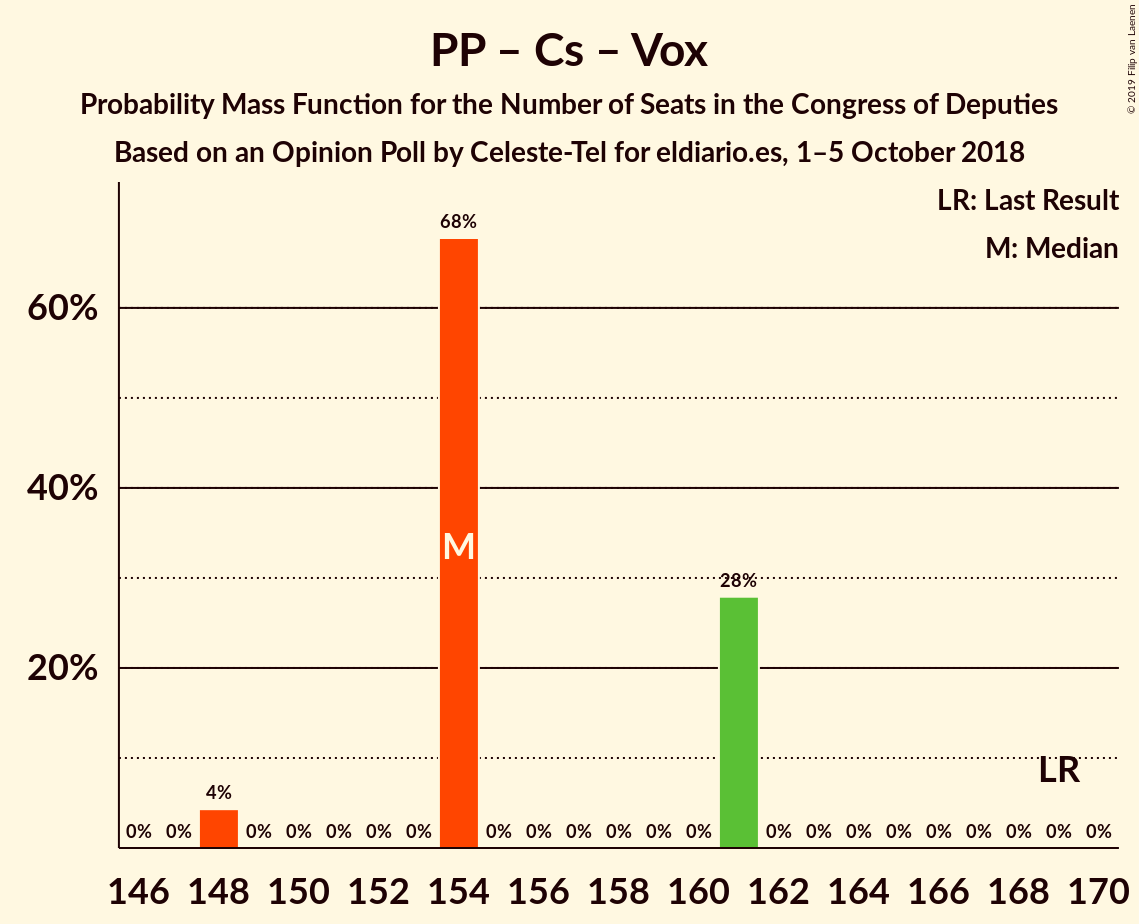 PP – Cs – Vox
Probability Mass Function for the Number of Seats in the Congress of Deputies
Based on an Opinion Poll by Celeste-Tel for eldiario.es, 1–5 October 2018
© 2019 Filip van Laenen
LR: Last Result
M: Median
60%
40%
20%
68%
M
28%
LR
4%
0% 0% 0% 0% 0% 0% 0% 0% 0% 0% 0% 0% 0% 0% 0% 0% 0% 0% 0% 0% 0% 0%
146 148 150 152 154 156 158 160 162 164 166 168 170